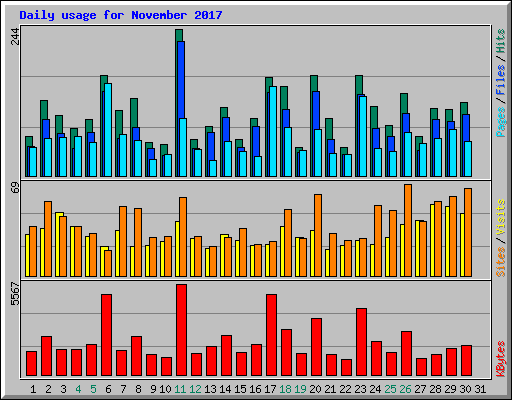 Daily usage for November 2017
244
Pages / Files / Hits
69
Sites / Visits
5567
KBytes
1 2 3 4 5 6 7 8 9 10 11 12 13 14 15 16 17 18 19 20 21 22 23 24 25 26 27 28 29 30 31